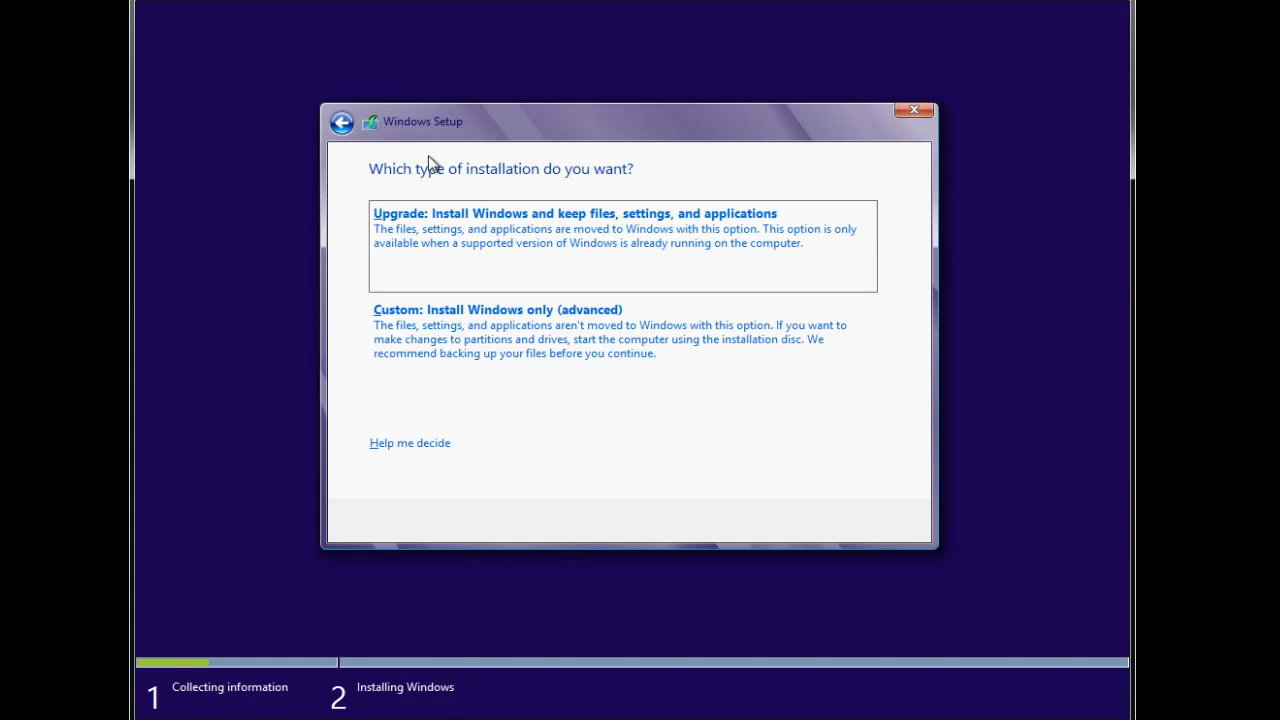 Windows Setup
Which type of installation do you want?
Upgrade: Install Windows and keep files, settings, and applications
The files, settings, and applications are moved to Windows with this option. This option is only
available when a supported version of Windows is already running on the computer.
Custom: Install Windows only (advanced)
The files, settings, and applications aren't moved to Windows with this option. If you want to
make changes to partitions and drives, start the computer using the installation disc. We
recommend backing up your files before you continue.
Help me decide
1 Collecting information
2 Installing Windows